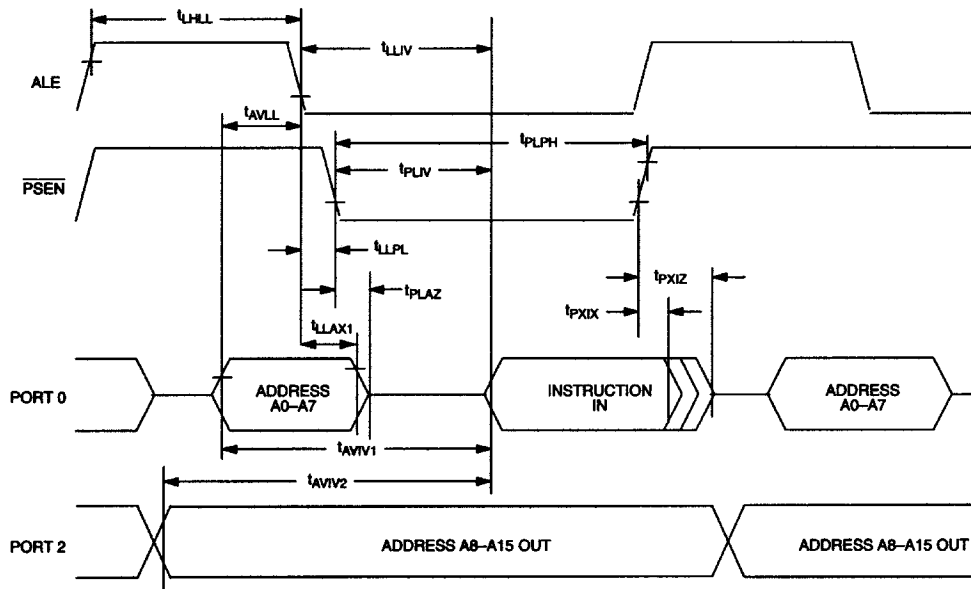 tLHLL
tLLIV
ALE
tAVLL
tPLPH
PSEN
tPLIV
tLLPL
tPXIZ
tPLAZ
tPXIX
tLLAX1
PORT 0
ADDRESS
A0–A7
INSTRUCTION
IN
ADDRESS
A0–A7
tAVIV1
tAVIV2
PORT 2
ADDRESS A8–A15 OUT
ADDRESS A8–A15 OUT